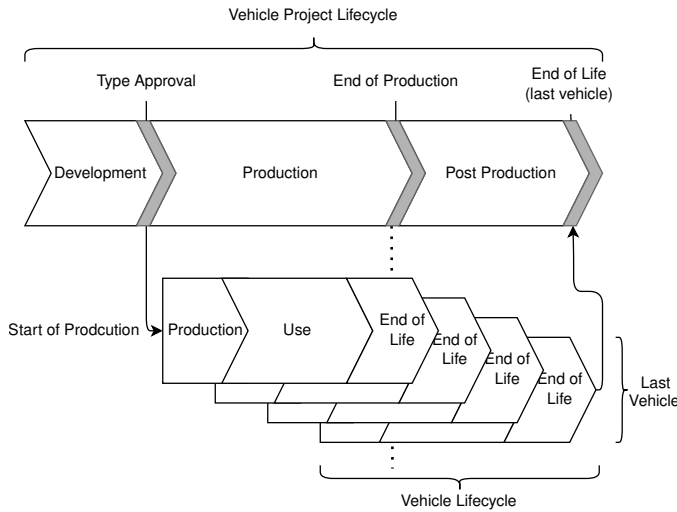 Vehicle Project Lifecycle
Type Approval
End of Production
End of Life
(last vehicle)
Development
Production
Post Production
Start of Prodcution
Production
Use
End of
Life
End of
Life
End of
Life
End of
Life
Last
Vehicle
Vehicle Lifecycle